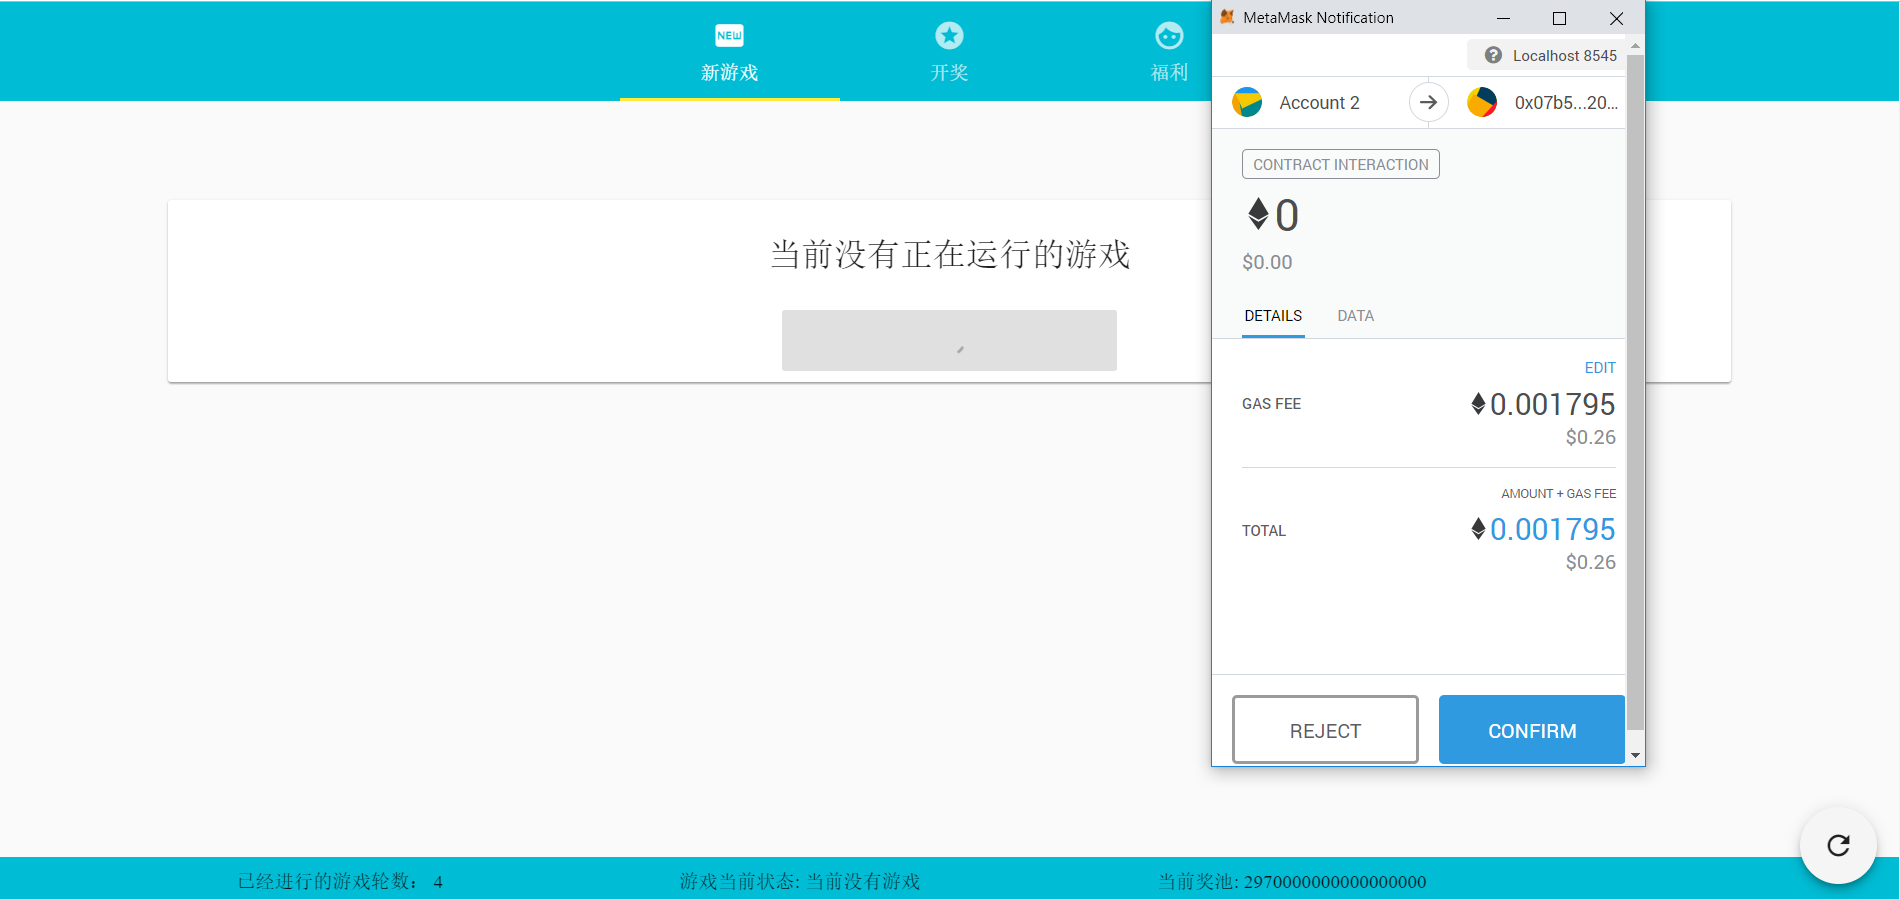 NEW
新游戏
开奖
福利
当前没有正在运行的游戏
MetaMask Notification
Localhost 8545
Account 2
0x07b5...20...
CONTRACT INTERACTION
0
$0.00
DETAILS
DATA
EDIT
GAS FEE
0.001795
$0.26
AMOUNT + GAS FEE
TOTAL
0.001795
$0.26
REJECT
CONFIRM
已经进行的游戏轮数： 4
游戏当前状态: 当前没有游戏
当前奖池: 2970000000000000000